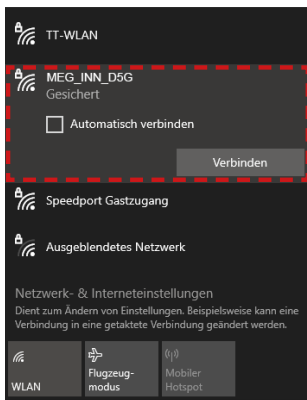 TT-WLAN
MEG_INN_D5G
Gesichert
Automatisch verbinden
Verbinden
Speedport Gastzugang
Ausgeblendetes Netzwerk
Netzwerk- & Interneteinstellungen
Dient zum Ändern von Einstellungen. Beispielsweise kann eine
Verbindung in eine getaktete Verbindung geändert werden.
WLAN
Flugzeug-
modus
Mobiler
Hotspot